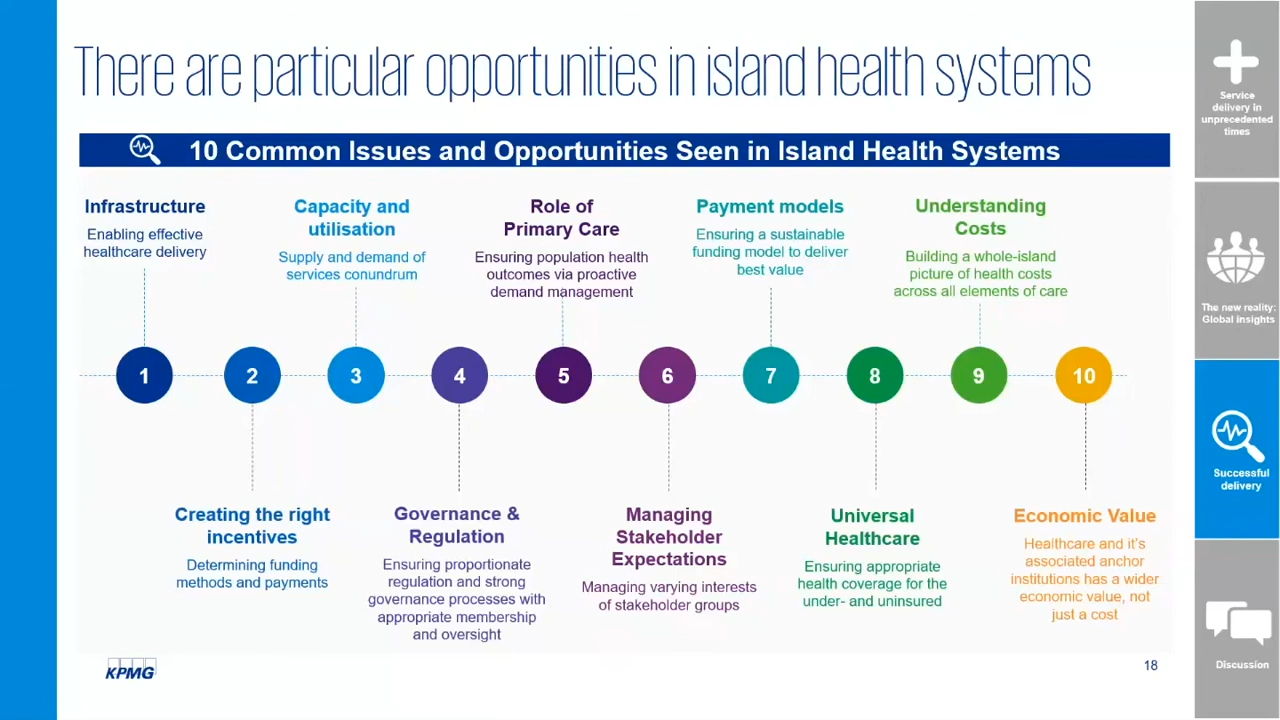 There are particular opportunities in island health systems
10 Common Issues and Opportunities Seen in Island Health Systems
Infrastructure
Enabling effective
healthcare delivery
Capacity and
utilisation
Supply and demand of
services conundrum
Role of
Primary Care
Ensuring population health
outcomes via proactive
demand management
Payment models
Ensuring a sustainable
funding model to deliver
best value
Understanding
Costs
Building a whole-island
picture of health costs
across all elements of care
1
2
3
4
5
6
7
8
9
10
Creating the right
incentives
Determining funding
methods and payments
Governance &
Regulation
Ensuring proportionate
regulation and strong
governance processes with
appropriate membership
and oversight
Managing
Stakeholder
Expectations
Managing varying interests
of stakeholder groups
Universal
Healthcare
Ensuring appropriate
health coverage for the
under- and uninsured
Economic Value
Healthcare and it's
associated anchor
institutions has a wider
economic value, not
just a cost
KPMG
18
Service
delivery in
unprecedented
times
The new reality:
Global insights
Successful
delivery
Discussion